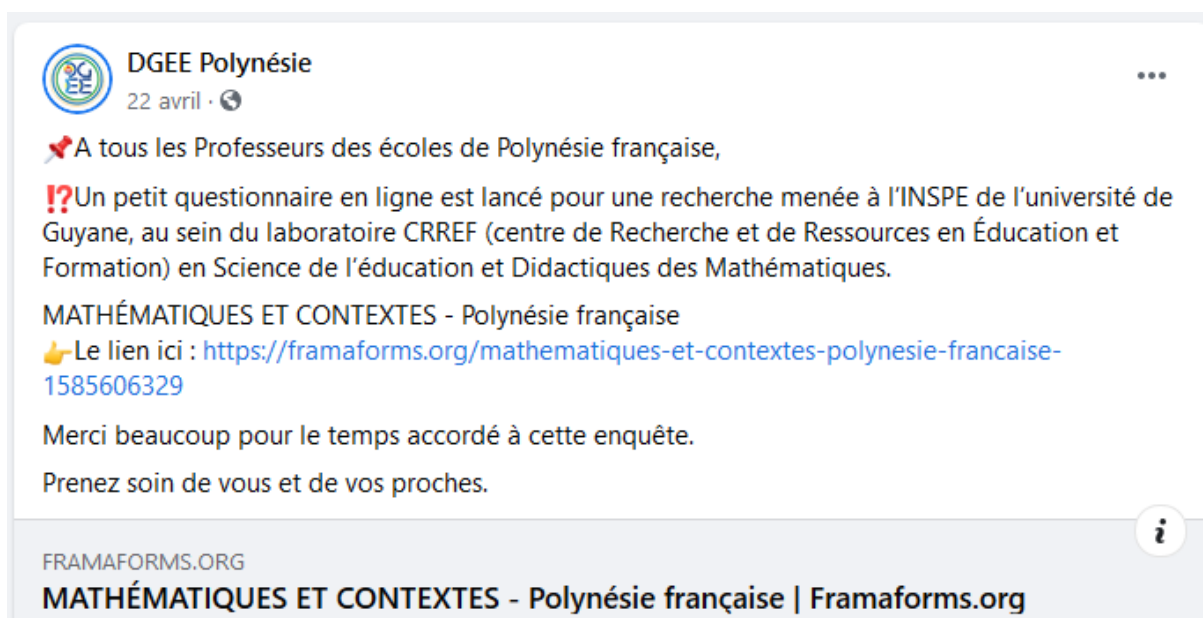 DGEE Polynésie
22 avril ·
📌A tous les Professeurs des écoles de Polynésie française,
⁉️Un petit questionnaire en ligne est lancé pour une recherche menée à l’INSPE de l’université de
Guyane, au sein du laboratoire CRREF (centre de Recherche et de Ressources en Éducation et
Formation) en Science de l’éducation et Didactiques des Mathématiques.
MATHÉMATIQUES ET CONTEXTES - Polynésie française
👉Le lien ici : https://framaforms.org/mathematiques-et-contextes-polynesie-francaise-
1585606329
Merci beaucoup pour le temps accordé à cette enquête.
Prenez soin de vous et de vos proches.
FRAMAFORMS.ORG
MATHÉMATIQUES ET CONTEXTES - Polynésie française | Framaforms.org